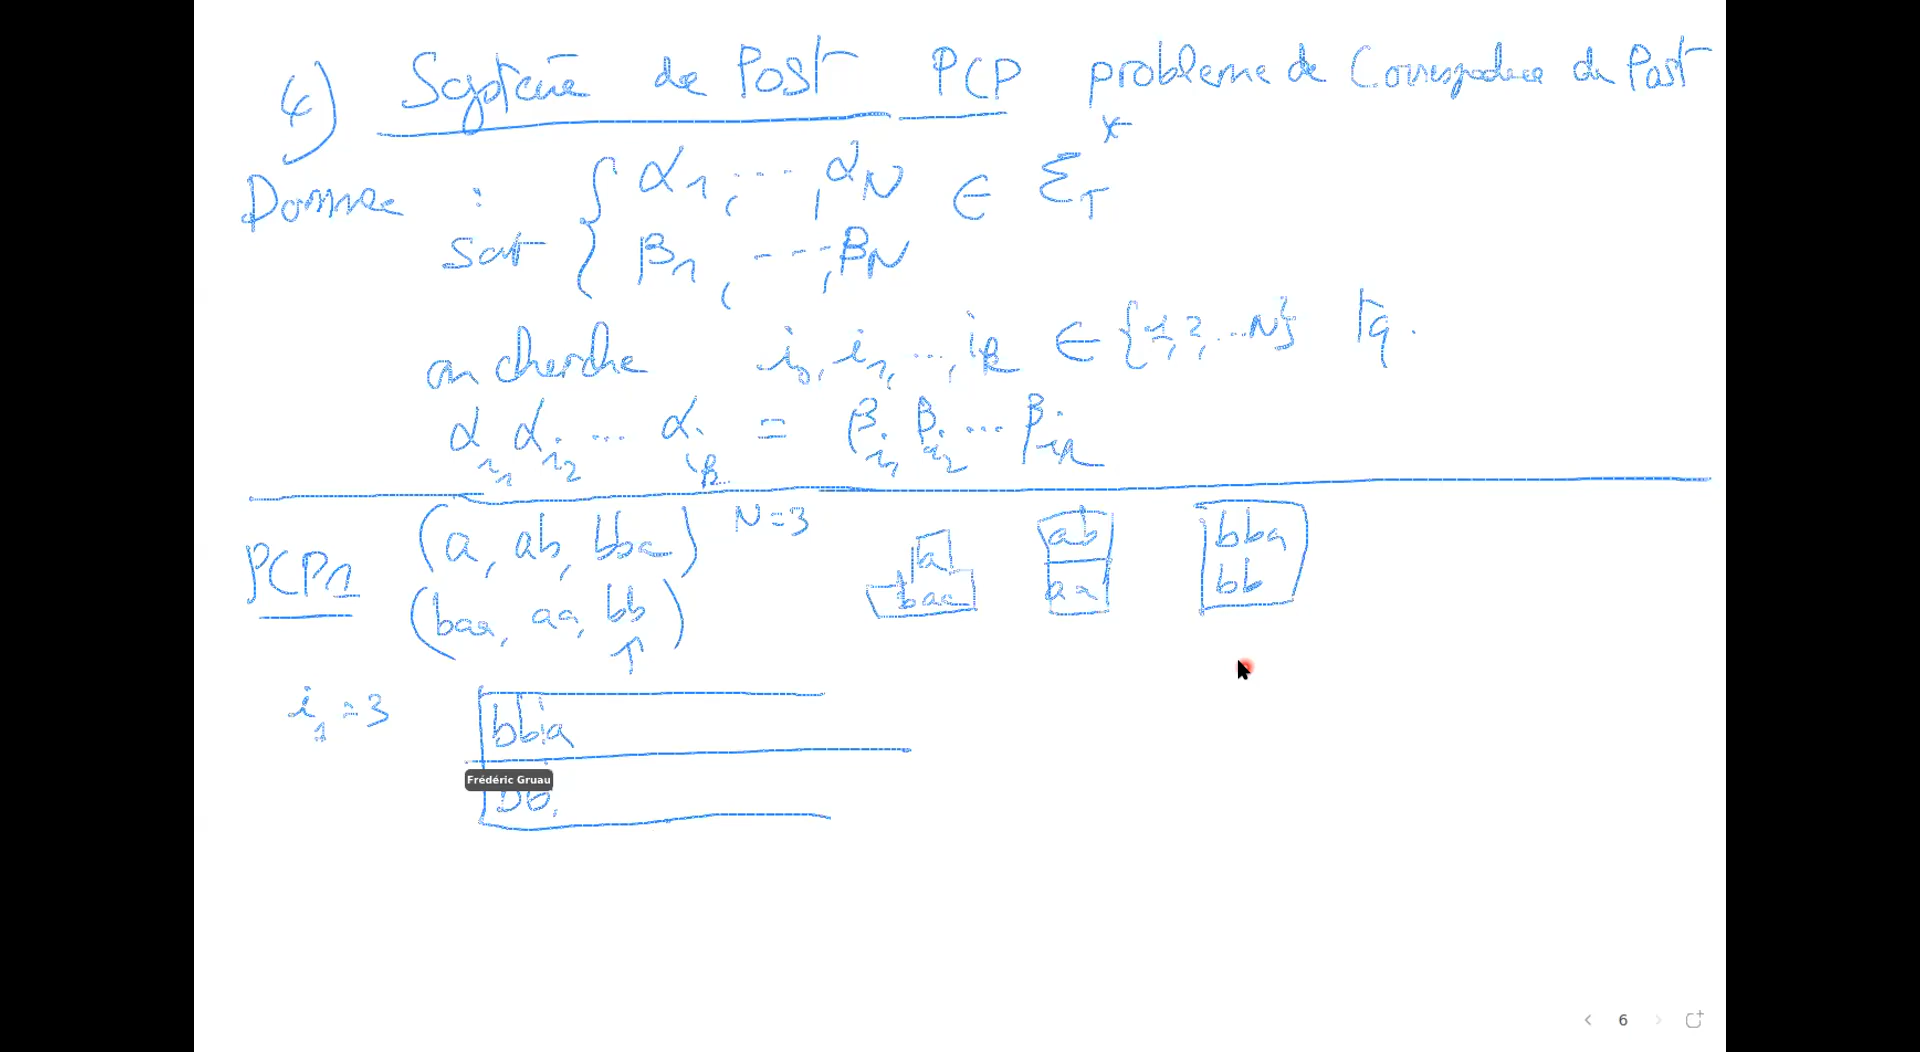 4) Système de Post PCP problème de Correspondance de Post
Donnée : { α1, ..., αN ∈ ΣT*
soit { β1, ..., βN
on cherche i0, i1, ..., ik ∈ {1, 2, ... N} tq.
αi1 αi2 ... αik = βi1 βi2 ... βik
PCP1 (a, ab, bba) N=3
(baa, aa, bb)
↑
a
baa
ab
aa
bba
bb
i1 = 3
bba
Frédéric Gruau
bb
6